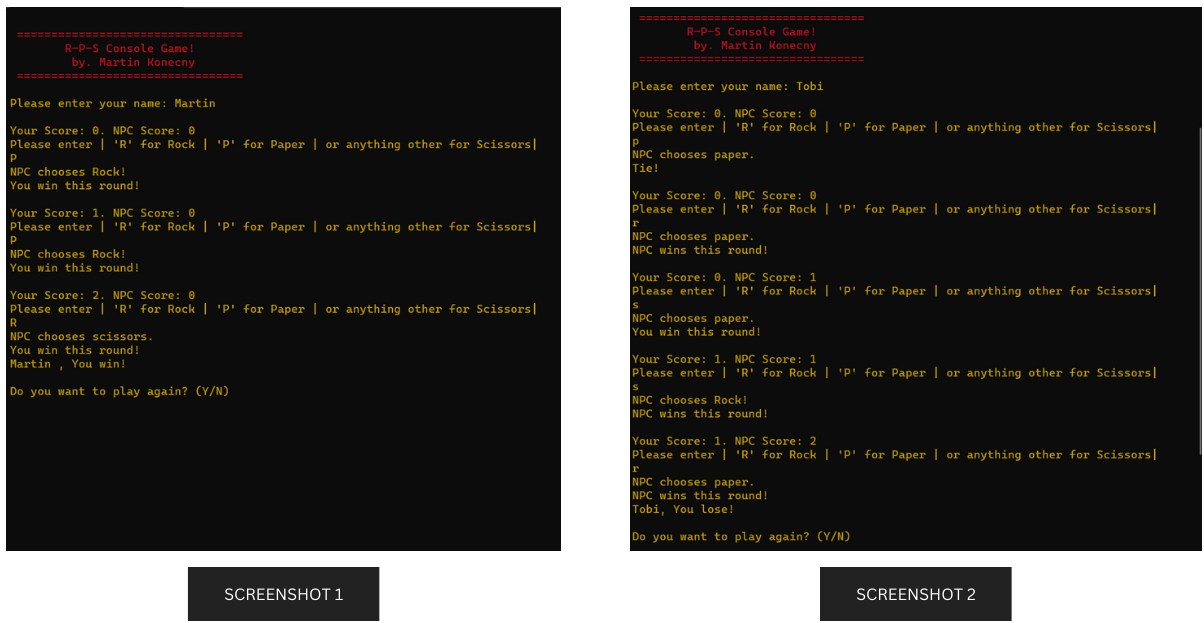 =================================
R-P-S Console Game!
by. Martin Konecny
=================================
Please enter your name: Martin
Your Score: 0. NPC Score: 0
Please enter | 'R' for Rock | 'P' for Paper | or anything other for Scissors|
P
NPC chooses Rock!
You win this round!
Your Score: 1. NPC Score: 0
Please enter | 'R' for Rock | 'P' for Paper | or anything other for Scissors|
P
NPC chooses Rock!
You win this round!
Your Score: 2. NPC Score: 0
Please enter | 'R' for Rock | 'P' for Paper | or anything other for Scissors|
R
NPC chooses scissors.
You win this round!
Martin , You win!
Do you want to play again? (Y/N)
SCREENSHOT 1
=================================
R-P-S Console Game!
by. Martin Konecny
=================================
Please enter your name: Tobi
Your Score: 0. NPC Score: 0
Please enter | 'R' for Rock | 'P' for Paper | or anything other for Scissors|
p
NPC chooses paper.
Tie!
Your Score: 0. NPC Score: 0
Please enter | 'R' for Rock | 'P' for Paper | or anything other for Scissors|
r
NPC chooses paper.
NPC wins this round!
Your Score: 0. NPC Score: 1
Please enter | 'R' for Rock | 'P' for Paper | or anything other for Scissors|
s
NPC chooses paper.
You win this round!
Your Score: 1. NPC Score: 1
Please enter | 'R' for Rock | 'P' for Paper | or anything other for Scissors|
s
NPC chooses Rock!
NPC wins this round!
Your Score: 1. NPC Score: 2
Please enter | 'R' for Rock | 'P' for Paper | or anything other for Scissors|
r
NPC chooses paper.
NPC wins this round!
Tobi, You lose!
Do you want to play again? (Y/N)
SCREENSHOT 2